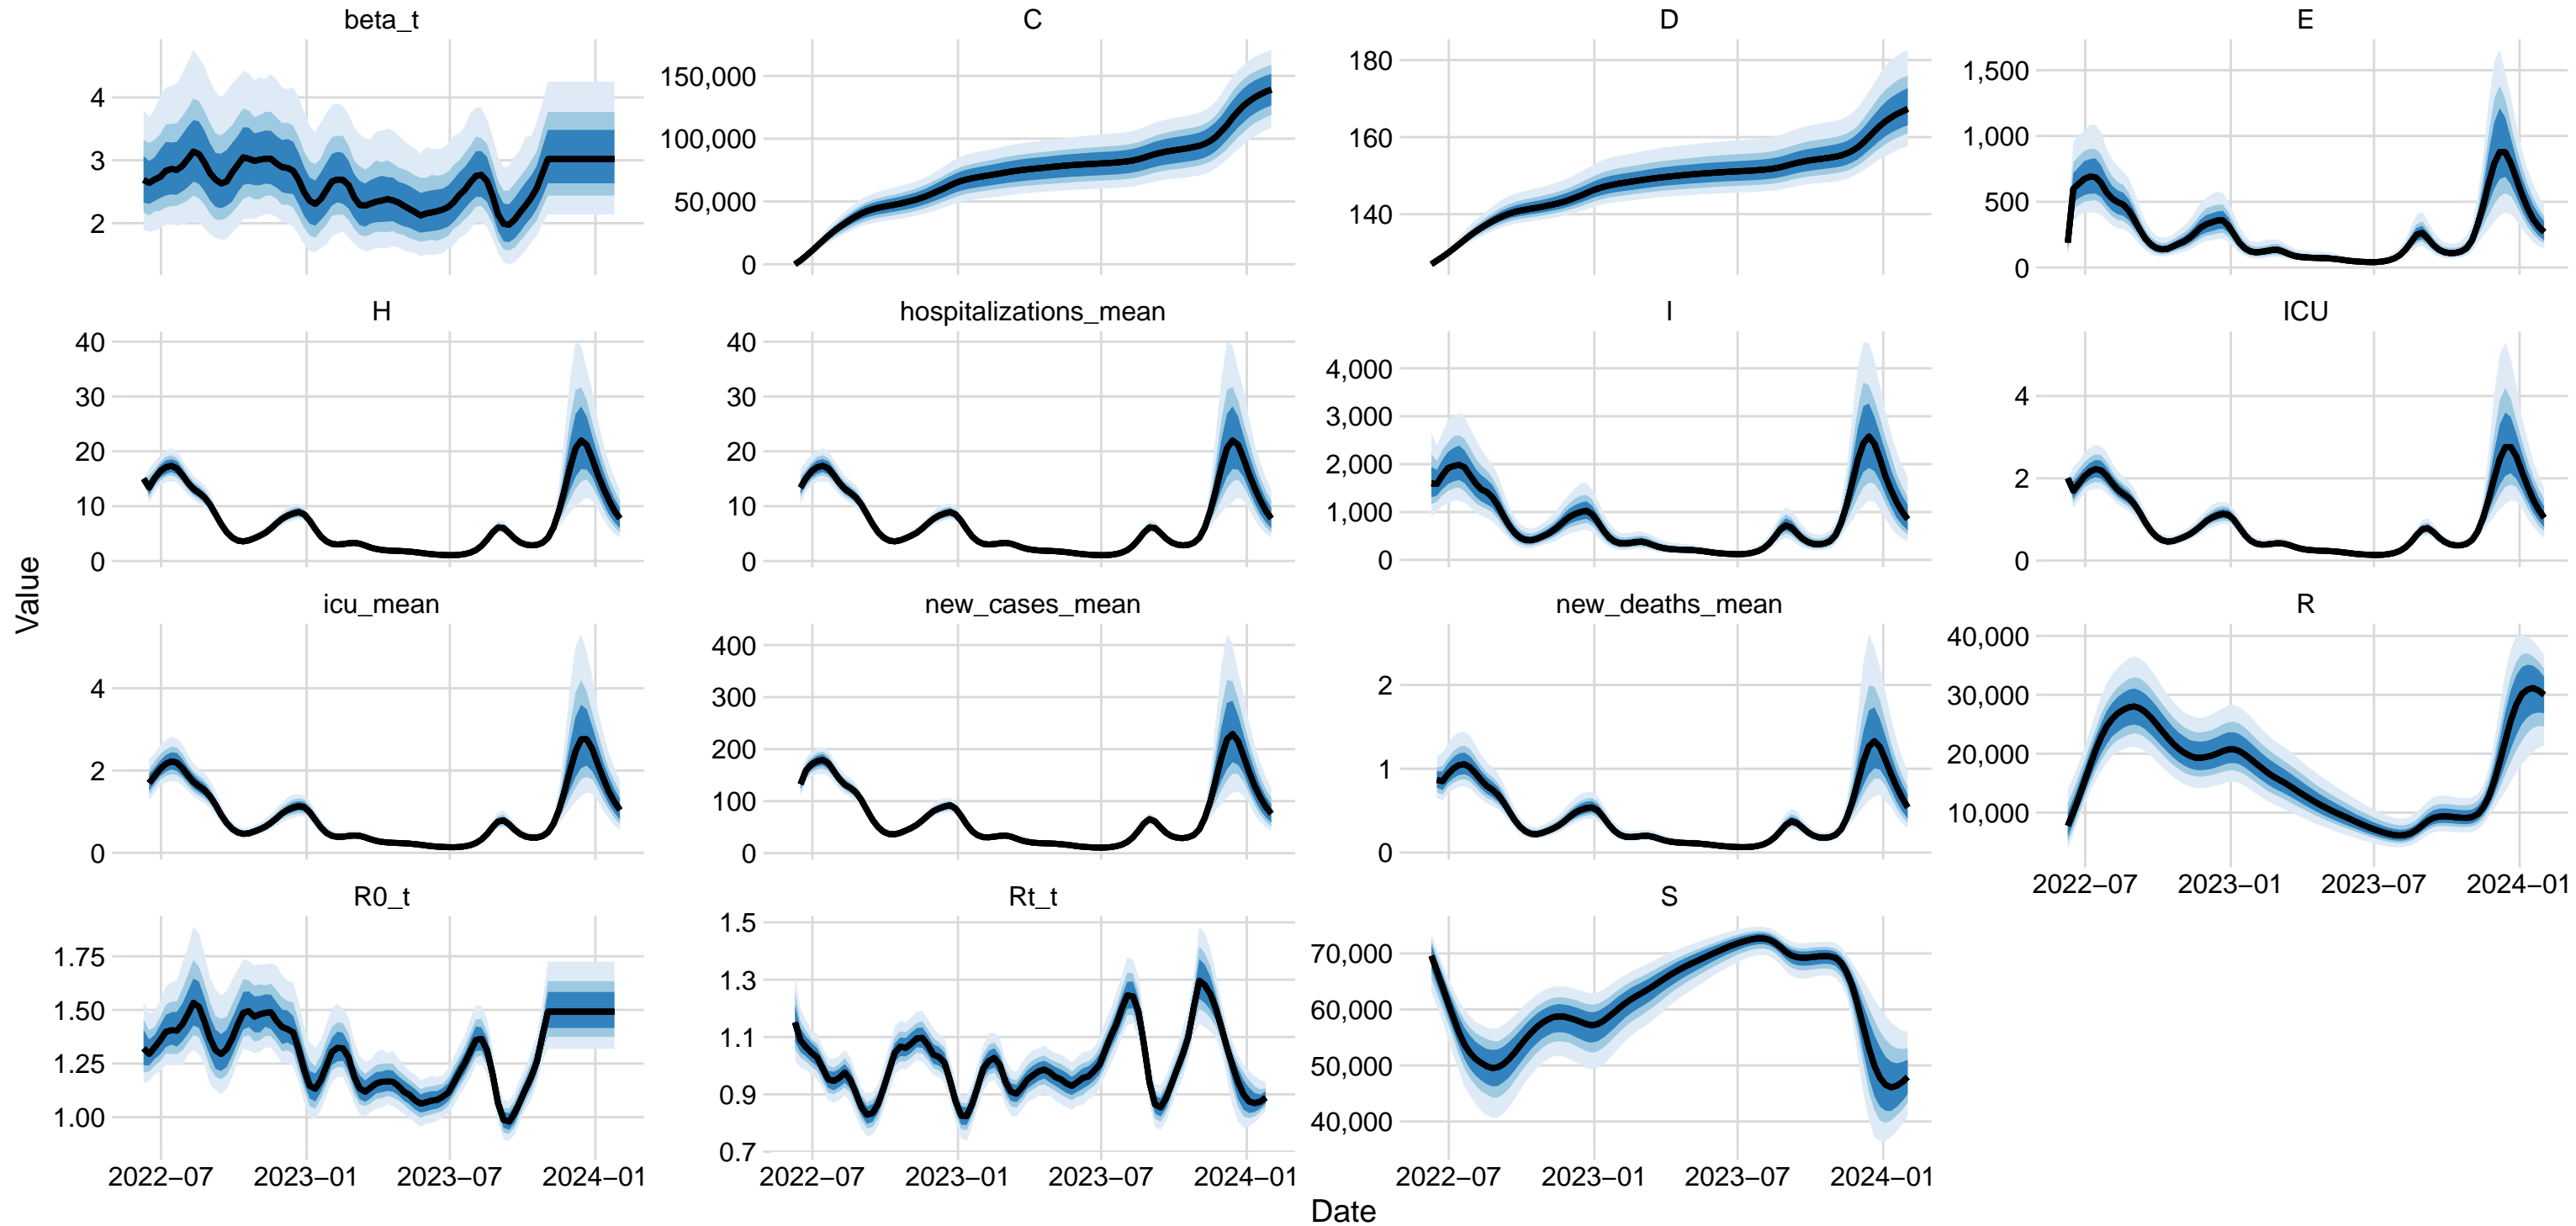 beta_t
C
D
E
4
3
2
150,000
100,000
50,000
0
180
160
140
1,500
1,000
500
0
H
hospitalizations_mean
I
ICU
40
30
20
10
0
40
30
20
10
0
4,000
3,000
2,000
1,000
0
4
2
0
icu_mean
new_cases_mean
new_deaths_mean
R
4
2
0
400
300
200
100
0
2
1
0
40,000
30,000
20,000
10,000
2022−07 2023−01 2023−07 2024−01
R0_t
Rt_t
S
1.75
1.50
1.25
1.00
1.5
1.3
1.1
0.9
0.7
70,000
60,000
50,000
40,000
2022−07 2023−01 2023−07 2024−01
2022−07 2023−01 2023−07 2024−01
2022−07 2023−01 2023−07 2024−01
Date
Value